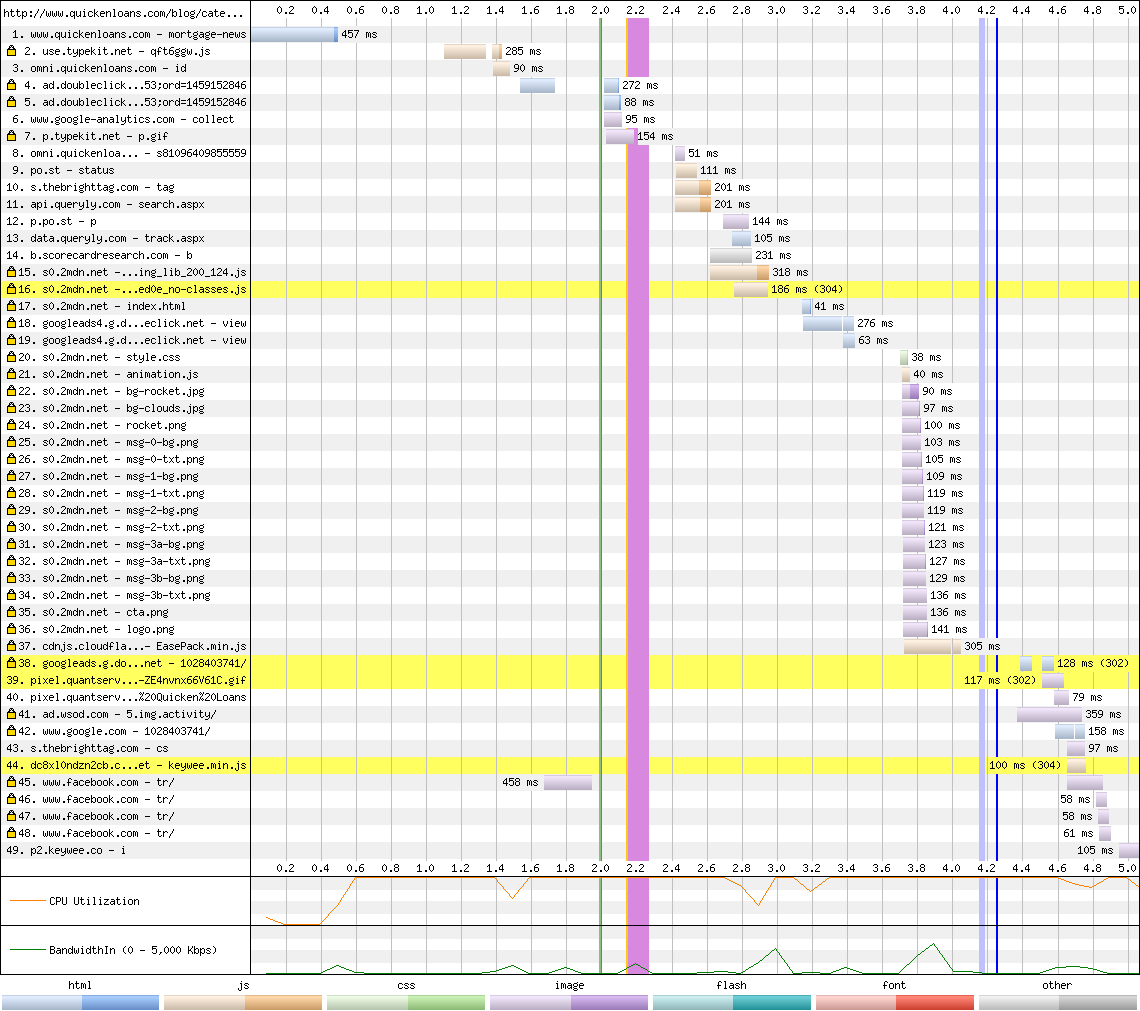 http://www.quickenloans.com/blog/cate... 0.2 0.4 0.6 0.8 1.0 1.2 1.4 1.6 1.8 2.0 2.2 2.4 2.6 2.8 3.0 3.2 3.4 3.6 3.8 4.0 4.2 4.4 4.6 4.8 5.0
1. www.quickenloans.com - mortgage-news 457 ms
2. use.typekit.net - qft6ggw.js 285 ms
3. omni.quickenloans.com - id 90 ms
4. ad.doubleclick...53;ord=1459152846 272 ms
5. ad.doubleclick...53;ord=1459152846 88 ms
6. www.google-analytics.com - collect 95 ms
7. p.typekit.net - p.gif 154 ms
8. omni.quickenloa... - s81096409855559 51 ms
9. po.st - status 111 ms
10. s.thebrighttag.com - tag 201 ms
11. api.queryly.com - search.aspx 201 ms
12. p.po.st - p 144 ms
13. data.queryly.com - track.aspx 105 ms
14. b.scorecardresearch.com - b 231 ms
15. s0.2mdn.net -...ing_lib_200_124.js 318 ms
16. s0.2mdn.net -...ed0e_no-classes.js 186 ms (304)
17. s0.2mdn.net - index.html 41 ms
18. googleads4.g.d...eclick.net - view 276 ms
19. googleads4.g.d...eclick.net - view 63 ms
20. s0.2mdn.net - style.css 38 ms
21. s0.2mdn.net - animation.js 40 ms
22. s0.2mdn.net - bg-rocket.jpg 90 ms
23. s0.2mdn.net - bg-clouds.jpg 97 ms
24. s0.2mdn.net - rocket.png 100 ms
25. s0.2mdn.net - msg-0-bg.png 103 ms
26. s0.2mdn.net - msg-0-txt.png 105 ms
27. s0.2mdn.net - msg-1-bg.png 109 ms
28. s0.2mdn.net - msg-1-txt.png 119 ms
29. s0.2mdn.net - msg-2-bg.png 119 ms
30. s0.2mdn.net - msg-2-txt.png 121 ms
31. s0.2mdn.net - msg-3a-bg.png 123 ms
32. s0.2mdn.net - msg-3a-txt.png 127 ms
33. s0.2mdn.net - msg-3b-bg.png 129 ms
34. s0.2mdn.net - msg-3b-txt.png 136 ms
35. s0.2mdn.net - cta.png 136 ms
36. s0.2mdn.net - logo.png 141 ms
37. cdnjs.cloudfla...- EasePack.min.js 305 ms
38. googleads.g.do...net - 1028403741/ 128 ms (302)
39. pixel.quantserv...-ZE4nvnx66V61C.gif 117 ms (302)
40. pixel.quantserv...%20Quicken%20Loans 79 ms
41. ad.wsod.com - 5.img.activity/ 359 ms
42. www.google.com - 1028403741/ 158 ms
43. s.thebrighttag.com - cs 97 ms
44. dc8xl0ndzn2cb.c...et - keywee.min.js 100 ms (304)
45. www.facebook.com - tr/ 458 ms
46. www.facebook.com - tr/ 58 ms
47. www.facebook.com - tr/ 58 ms
48. www.facebook.com - tr/ 61 ms
49. p2.keywee.co - i 105 ms
0.2 0.4 0.6 0.8 1.0 1.2 1.4 1.6 1.8 2.0 2.2 2.4 2.6 2.8 3.0 3.2 3.4 3.6 3.8 4.0 4.2 4.4 4.6 4.8 5.0
CPU Utilization
BandwidthIn (0 - 5,000 Kbps)
html js css image flash font other